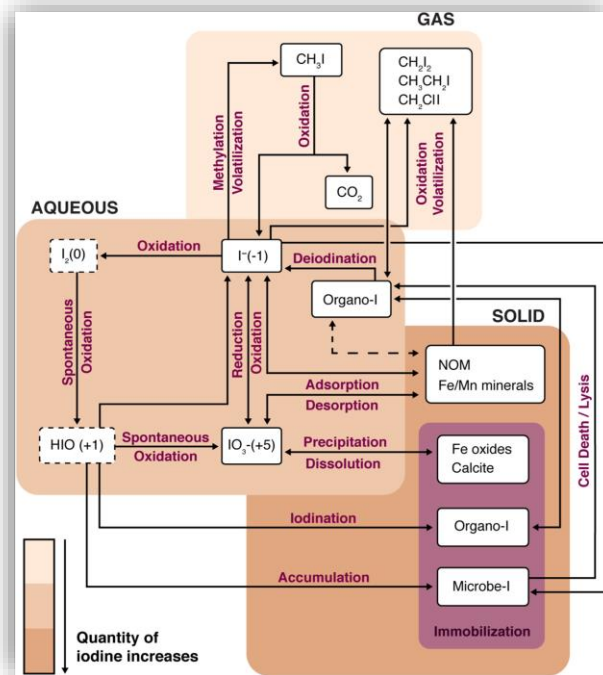 GAS
CH₃I
CH₂I₂
CH₃CH₂I
CH₂ClI
Methylation
Volatilization
Oxidation
CO₂
Oxidation
Volatilization
AQUEOUS
I₂(0)
Oxidation
I⁻(-1)
Deiodination
Organo-I
SOLID
Spontaneous
Oxidation
Reduction
Oxidation
NOM
Fe/Mn minerals
Adsorption
Desorption
HIO (+1)
Spontaneous
Oxidation
IO₃-(+5)
Precipitation
Dissolution
Fe oxides
Calcite
Cell Death / Lysis
Iodination
Organo-I
Accumulation
Microbe-I
Immobilization
Quantity of
iodine increases